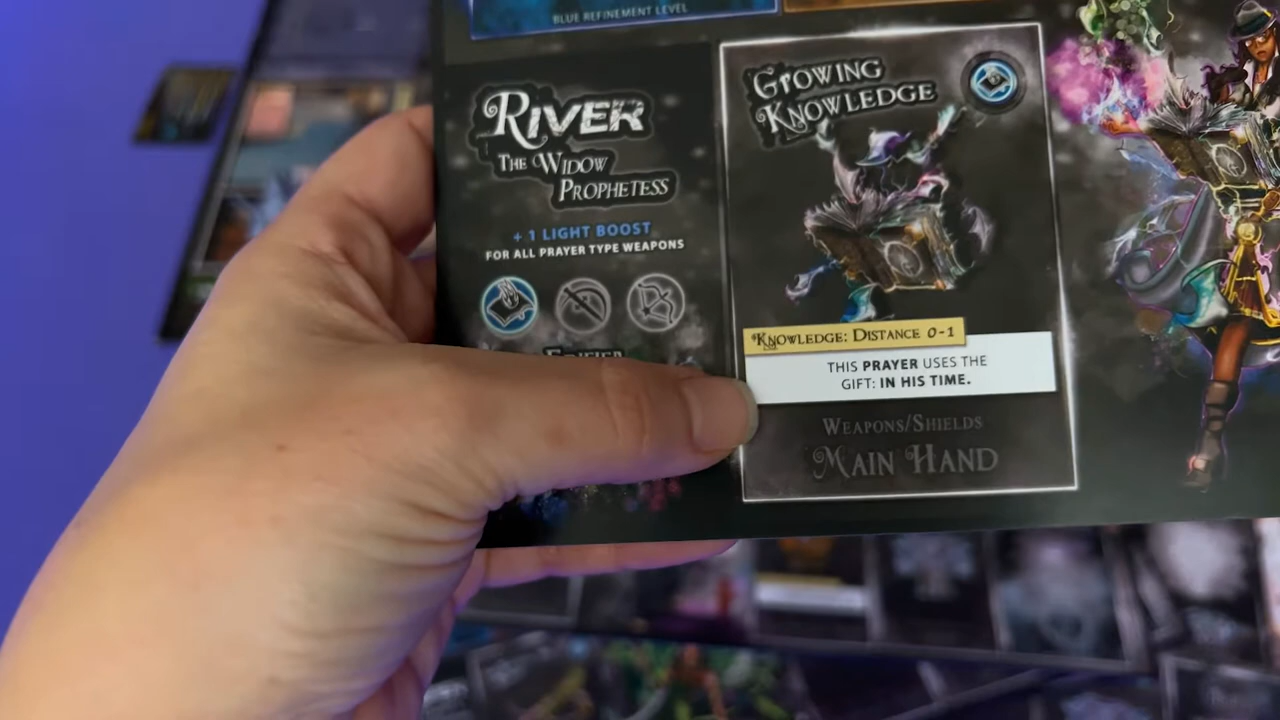 BLUE REFINEMENT LEVEL
RIVER
THE WIDOW
PROPHETESS
+ 1 LIGHT BOOST
FOR ALL PRAYER TYPE WEAPONS
GROWING
KNOWLEDGE
KNOWLEDGE: DISTANCE 0-1
THIS PRAYER USES THE
GIFT: IN HIS TIME.
WEAPONS/SHIELDS
MAIN HAND